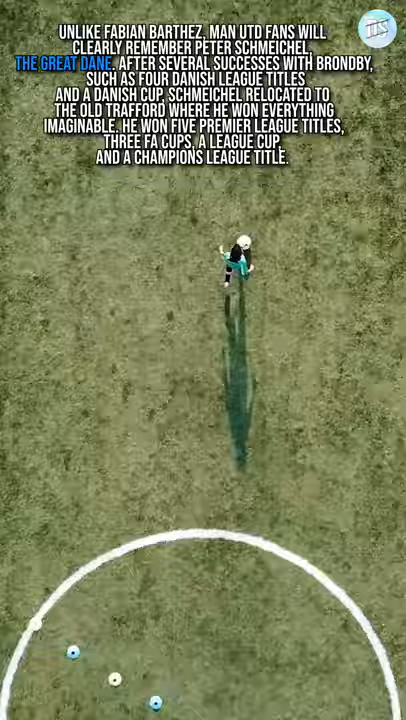 UNLIKE FABIAN BARTHEZ, MAN UTD FANS WILL
CLEARLY REMEMBER PETER SCHMEICHEL,
THE GREAT DANE. AFTER SEVERAL SUCCESSES WITH BRONDBY,
SUCH AS FOUR DANISH LEAGUE TITLES
AND A DANISH CUP, SCHMEICHEL RELOCATED TO
THE OLD TRAFFORD WHERE HE WON EVERYTHING
IMAGINABLE. HE WON FIVE PREMIER LEAGUE TITLES,
THREE FA CUPS, A LEAGUE CUP,
AND A CHAMPIONS LEAGUE TITLE.